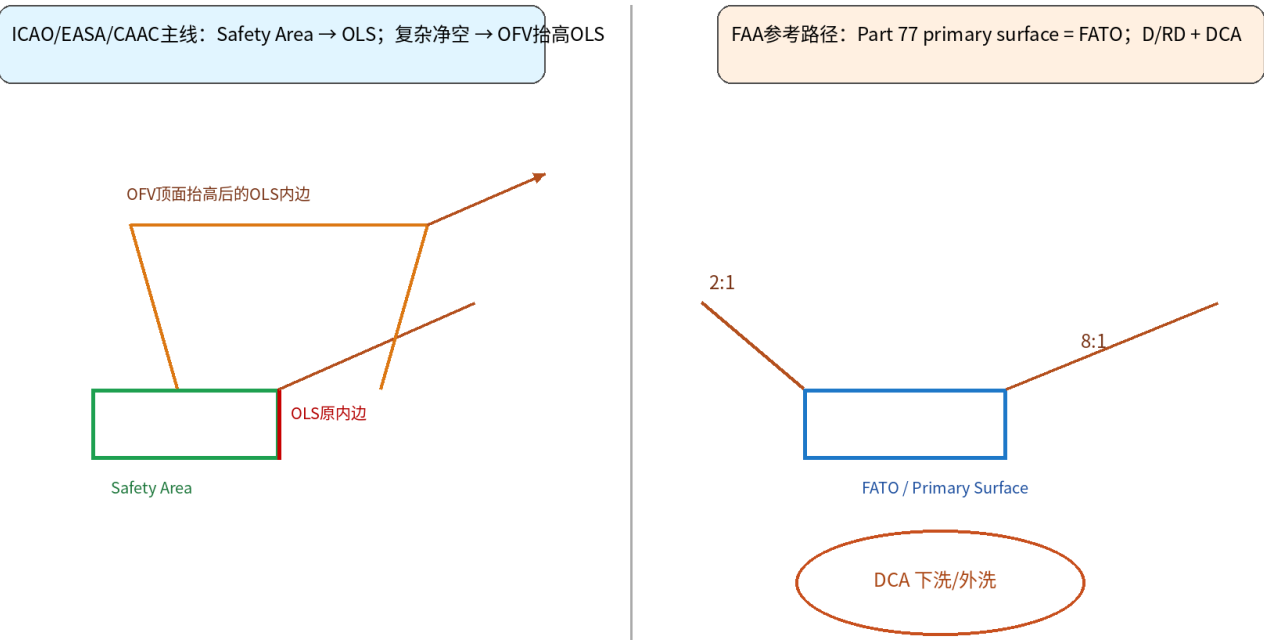 ICAO/EASA/CAAC主线：Safety Area → OLS；复杂净空 → OFV抬高OLS
OFV顶面抬高后的OLS内边
OLS原内边
Safety Area
FAA参考路径：Part 77 primary surface = FATO；D/RD + DCA
2:1
8:1
FATO / Primary Surface
DCA 下洗/外洗